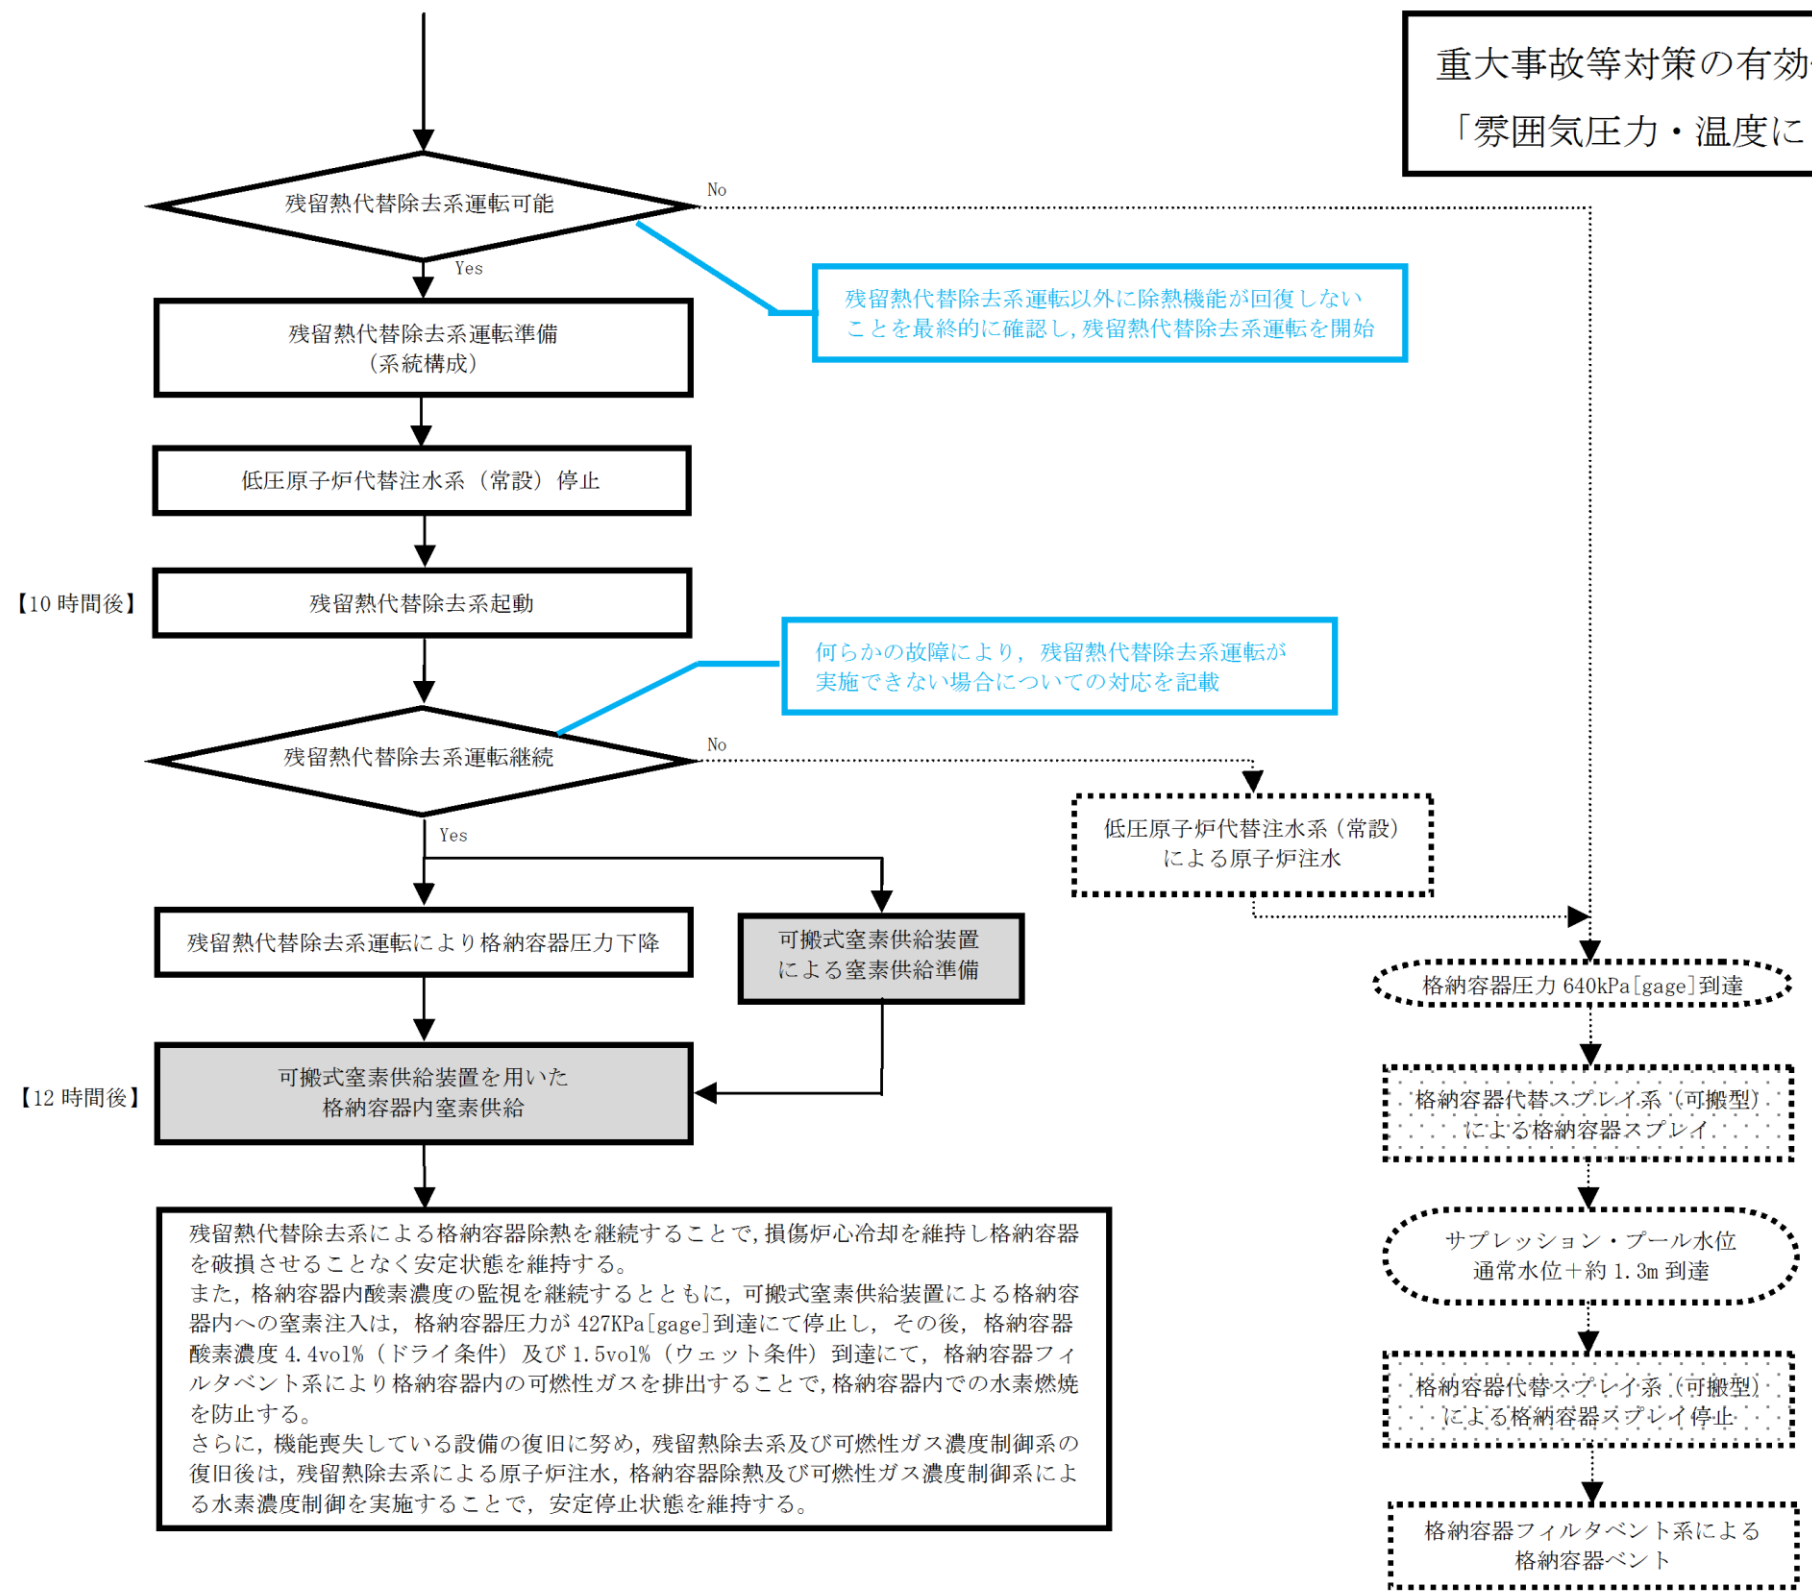 重大事故等対策の有効
「雰囲気圧力・温度に
残留熱代替除去系運転可能
No
Yes
残留熱代替除去系運転以外に除熱機能が回復しない
ことを最終的に確認し,残留熱代替除去系運転を開始
残留熱代替除去系運転準備
（系統構成）
低圧原子炉代替注水系（常設）停止
【10時間後】
残留熱代替除去系起動
何らかの故障により，残留熱代替除去系運転が
実施できない場合についての対応を記載
残留熱代替除去系運転継続
No
Yes
低圧原子炉代替注水系（常設）
による原子炉注水
残留熱代替除去系運転により格納容器圧力下降
可搬式窒素供給装置
による窒素供給準備
格納容器圧力 640kPa[gage]到達
【12時間後】
可搬式窒素供給装置を用いた
格納容器内窒素供給
格納容器代替スプレイ系（可搬型）
による格納容器スプレイ
残留熱代替除去系による格納容器除熱を継続することで,損傷炉心冷却を維持し格納容器
を破損させることなく安定状態を維持する。
また，格納容器内酸素濃度の監視を継続するとともに，可搬式窒素供給装置による格納容
器内への窒素注入は，格納容器圧力が 427KPa[gage]到達にて停止し，その後，格納容器
酸素濃度 4.4vol%（ドライ条件）及び 1.5vol%（ウェット条件）到達にて，格納容器フィ
ルタベント系により格納容器内の可燃性ガスを排出することで,格納容器内での水素燃焼
を防止する。
さらに，機能喪失している設備の復旧に努め，残留熱除去系及び可燃性ガス濃度制御系の
復旧後は，残留熱除去系による原子炉注水，格納容器除熱及び可燃性ガス濃度制御系によ
る水素濃度制御を実施することで，安定停止状態を維持する。
サプレッション・プール水位
通常水位＋約 1.3m 到達
格納容器代替スプレイ系（可搬型）
による格納容器スプレイ停止
格納容器フィルタベント系による
格納容器ベント